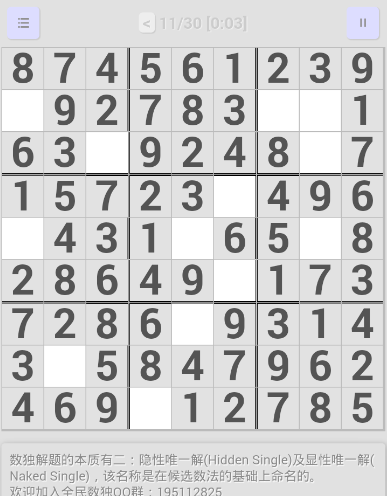 < 11/30 [0:03]
8 7 4 5 6 1 2 3 9
9 2 7 8 3 1
6 3 9 2 4 8 7
1 5 7 2 3 4 9 6
4 3 1 6 5 8
2 8 6 4 9 1 7 3
7 2 8 6 9 3 1 4
3 5 8 4 7 9 6 2
4 6 9 1 2 7 8 5
数独解题的本质有二：隐性唯一解(Hidden Single)及显性唯一解(
Naked Single)，该名称是在候选数法的基础上命名的。
欢迎加入全民数独QQ群：195112825